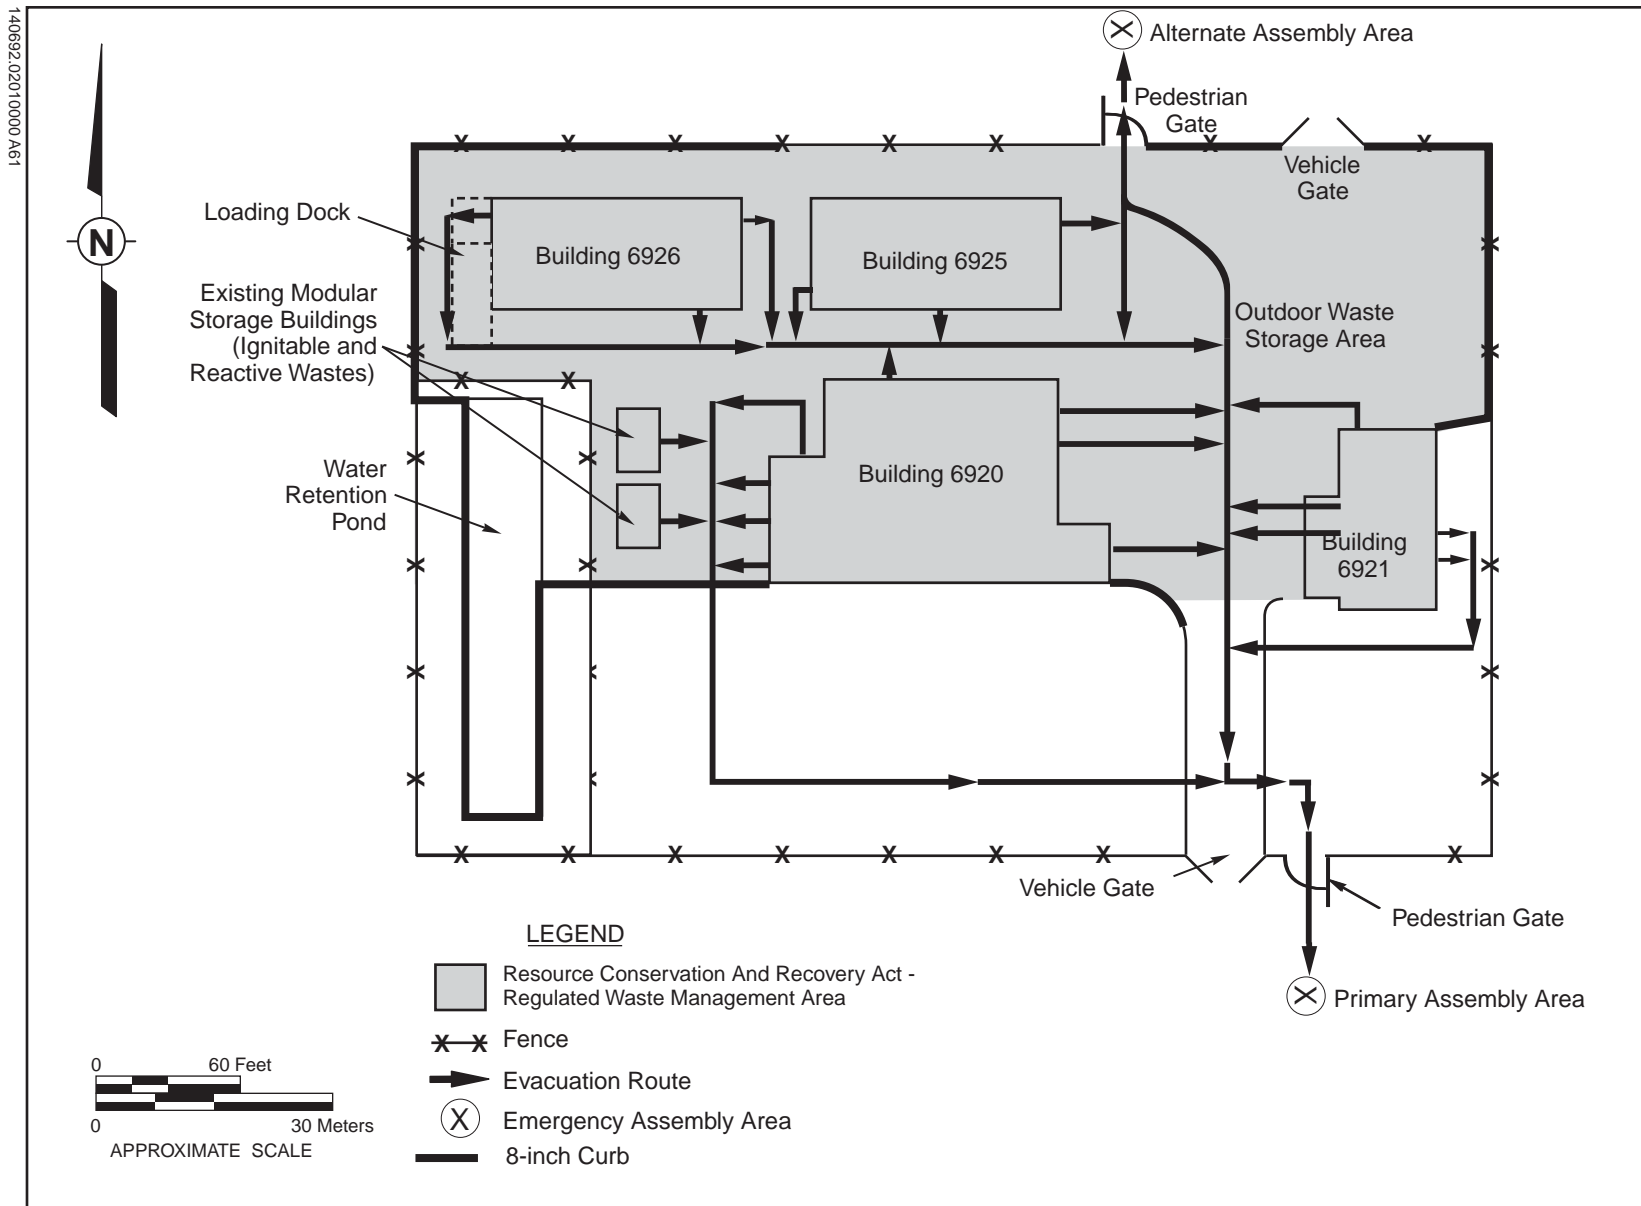 140692.02010000 A61
Alternate Assembly Area
Pedestrian
Gate
Vehicle
Gate
Loading Dock
N
Building 6926
Building 6925
Existing Modular
Storage Buildings
(Ignitable and
Reactive Wastes)
Outdoor Waste
Storage Area
Water
Retention
Pond
Building 6920
Building
6921
Vehicle Gate
Pedestrian Gate
Primary Assembly Area
LEGEND
Resource Conservation And Recovery Act -
Regulated Waste Management Area
X X Fence
Evacuation Route
X Emergency Assembly Area
8-inch Curb
0 60 Feet
0 30 Meters
APPROXIMATE SCALE